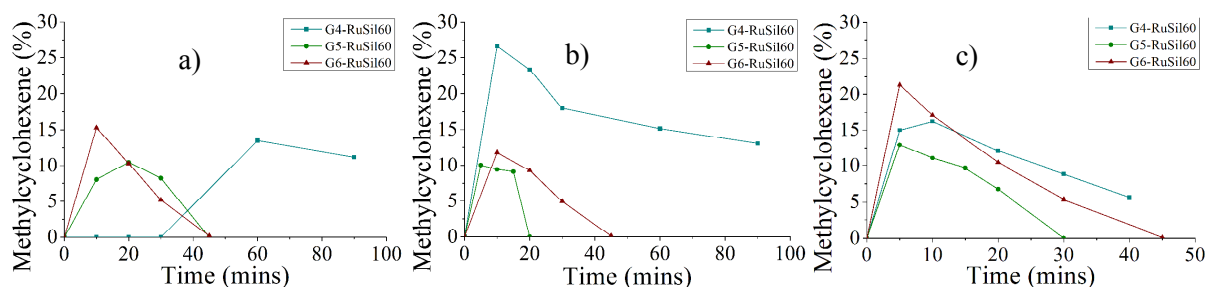 30
25
20
15
10
5
0
Methylcyclohexene (%)
a)
G4-RuSil60
G5-RuSil60
G6-RuSil60
0 20 40 60 80 100
Time (mins)
30
25
20
15
10
5
0
Methylcyclohexene (%)
b)
G4-RuSil60
G5-RuSil60
G6-RuSil60
0 20 40 60 80 100
Time (mins)
30
25
20
15
10
5
0
Methylcyclohexene (%)
c)
G4-RuSil60
G5-RuSil60
G6-RuSil60
0 10 20 30 40 50
Time (mins)